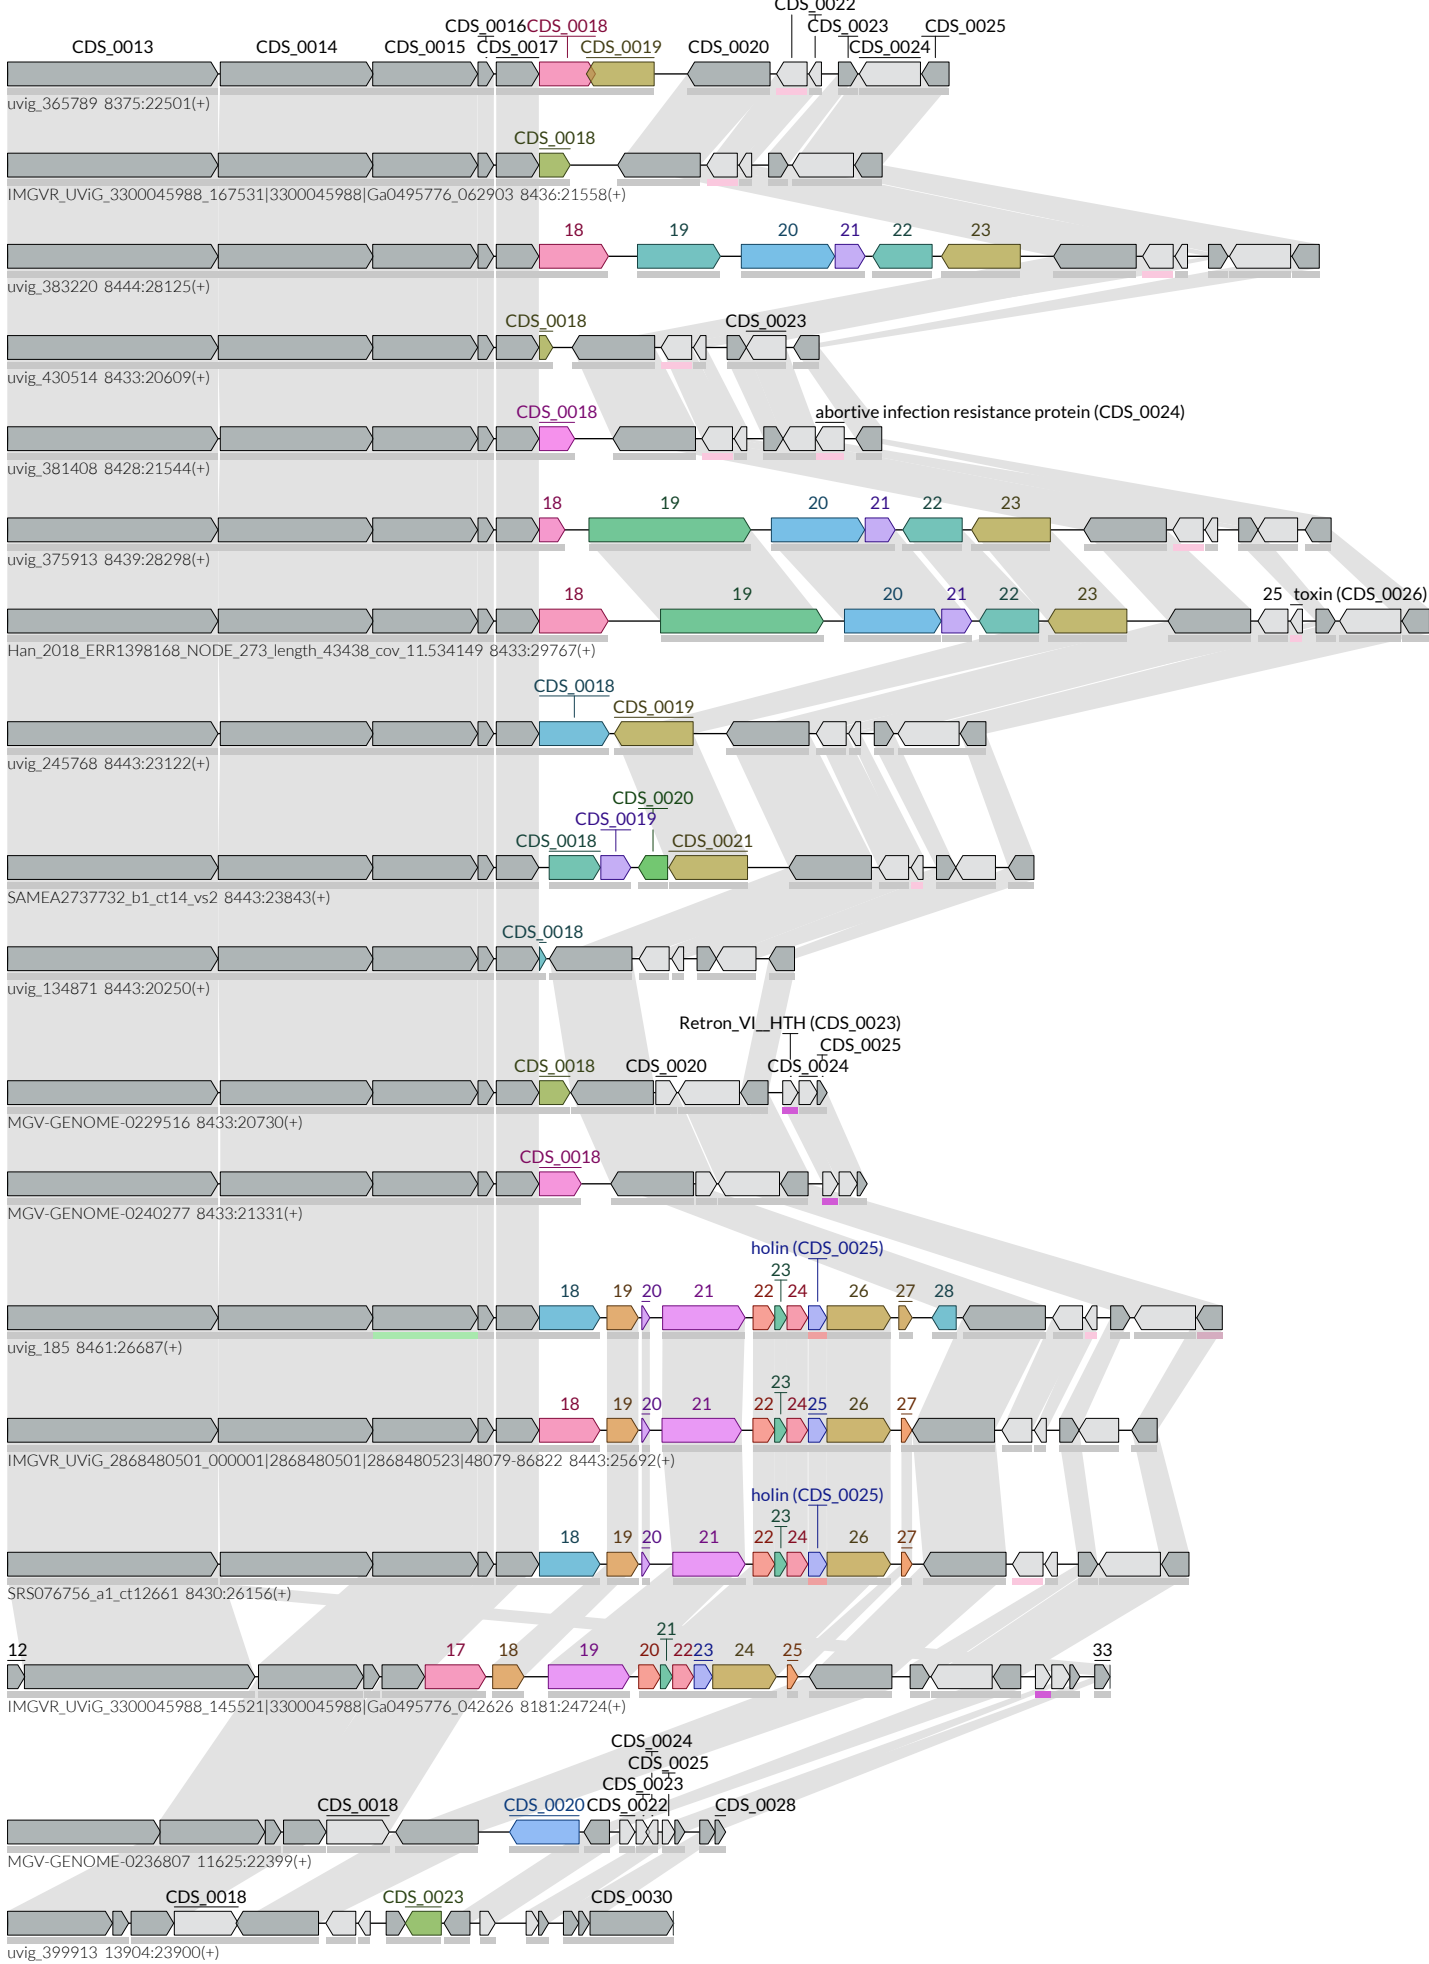 CDS_0022
CDS_0016 CDS_0018 CDS_0023 CDS_0025
CDS_0013 CDS_0014 CDS_0015 CDS_0017 CDS_0019 CDS_0020 CDS_0024
uvig_365789 8375:22501(+)
CDS_0018
IMGVR_UViG_3300045988_167531|3300045988|Ga0495776_062903 8436:21558(+)
18 19 20 21 22 23
uvig_383220 8444:28125(+)
CDS_0018 CDS_0023
uvig_430514 8433:20609(+)
CDS_0018 abortive infection resistance protein (CDS_0024)
uvig_381408 8428:21544(+)
18 19 20 21 22 23
uvig_375913 8439:28298(+)
18 19 20 21 22 23 25 toxin (CDS_0026)
Han_2018_ERR1398168_NODE_273_length_43438_cov_11.534149 8433:29767(+)
CDS_0018
CDS_0019
uvig_245768 8443:23122(+)
CDS_0020
CDS_0019
CDS_0018 CDS_0021
SAMEA2737732_b1_ct14_vs2 8443:23843(+)
CDS_0018
uvig_134871 8443:20250(+)
Retron_VI__HTH (CDS_0023)
CDS_0025
CDS_0018 CDS_0020 CDS_0024
MGV-GENOME-0229516 8433:20730(+)
CDS_0018
MGV-GENOME-0240277 8433:21331(+)
holin (CDS_0025)
23
18 19 20 21 22 24 26 27 28
uvig_185 8461:26687(+)
23
18 19 20 21 22 24 25 26 27
IMGVR_UViG_2868480501_000001|2868480501|2868480523|48079-86822 8443:25692(+)
holin (CDS_0025)
23
18 19 20 21 22 24 26 27
SRS076756_a1_ct12661 8430:26156(+)
21
12 17 18 19 20 22 23 24 25 33
IMGVR_UViG_3300045988_145521|3300045988|Ga0495776_042626 8181:24724(+)
CDS_0024
CDS_0025
CDS_0023
CDS_0018 CDS_0020 CDS_0022 CDS_0028
MGV-GENOME-0236807 11625:22399(+)
CDS_0018 CDS_0023 CDS_0030
uvig_399913 13904:23900(+)